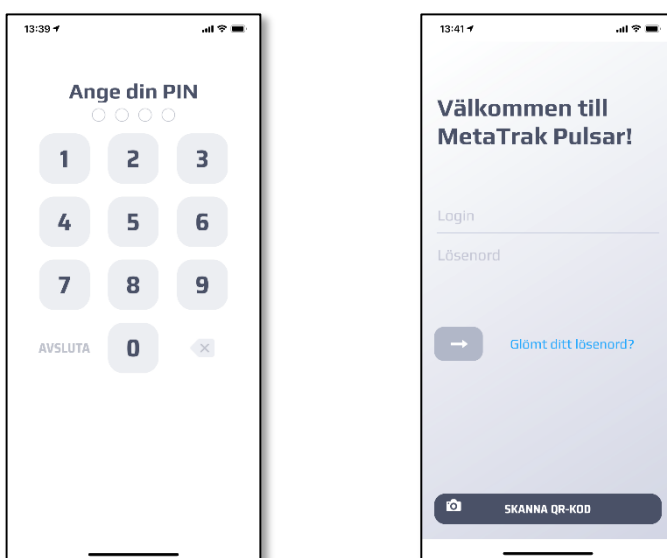 13:39
Ange din PIN
1 2 3
4 5 6
7 8 9
AVSLUTA 0
13:41
Välkommen till
MetaTrak Pulsar!
Login
Lösenord
Glömt ditt lösenord?
SKANNA QR-KOD